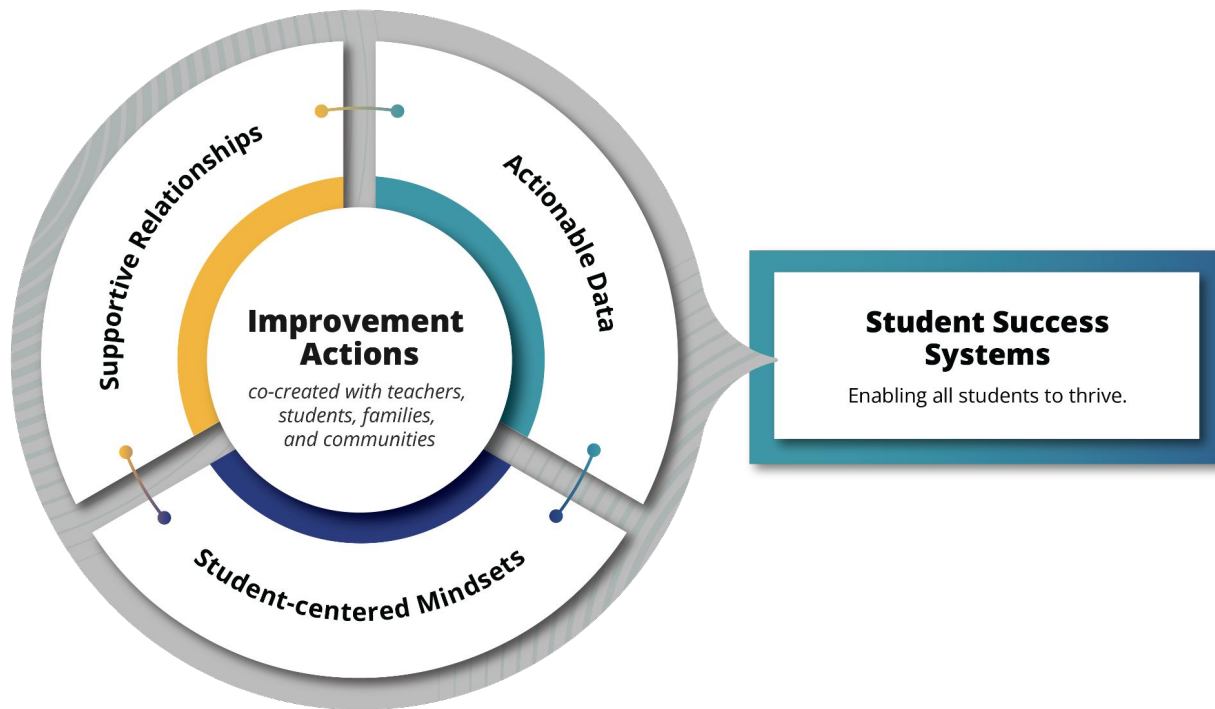 Supportive Relationships
Actionable Data
Improvement
Actions
co-created with teachers,
students, families,
and communities
Student-centered Mindsets
Student Success
Systems
Enabling all students to thrive.